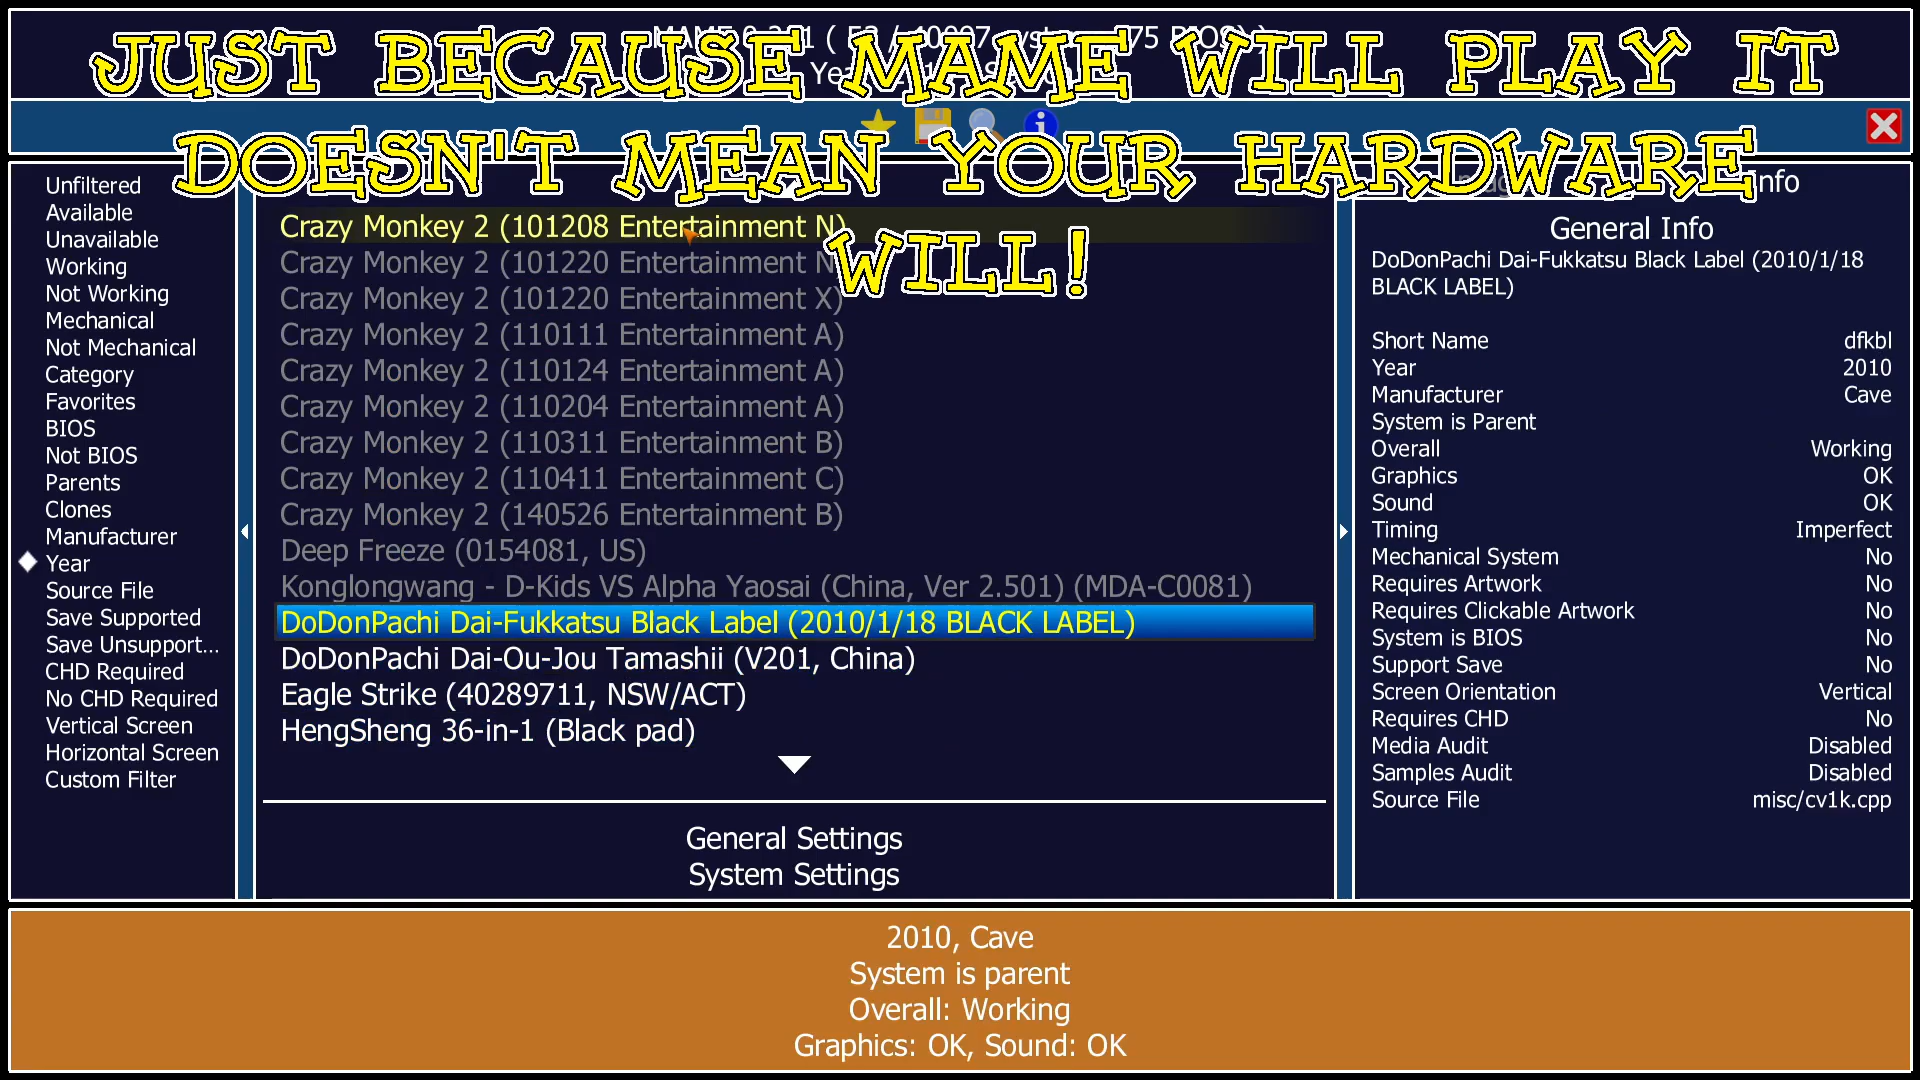 JUST BECAUSE MAME WILL PLAY IT
DOESN'T MEAN YOUR HARDWARE
WILL!
Unfiltered
Available
Unavailable
Working
Not Working
Mechanical
Not Mechanical
Category
Favorites
BIOS
Not BIOS
Parents
Clones
Manufacturer
Year
Source File
Save Supported
Save Unsupport...
CHD Required
No CHD Required
Vertical Screen
Horizontal Screen
Custom Filter
Crazy Monkey 2 (101208 Entertainment N)
Crazy Monkey 2 (101220 Entertainment N
Crazy Monkey 2 (101220 Entertainment X)
Crazy Monkey 2 (110111 Entertainment A)
Crazy Monkey 2 (110124 Entertainment A)
Crazy Monkey 2 (110204 Entertainment A)
Crazy Monkey 2 (110311 Entertainment B)
Crazy Monkey 2 (110411 Entertainment C)
Crazy Monkey 2 (140526 Entertainment B)
Deep Freeze (0154081, US)
Konglongwang - D-Kids VS Alpha Yaosai (China, Ver 2.501) (MDA-C0081)
DoDonPachi Dai-Fukkatsu Black Label (2010/1/18 BLACK LABEL)
DoDonPachi Dai-Ou-Jou Tamashii (V201, China)
Eagle Strike (40289711, NSW/ACT)
HengSheng 36-in-1 (Black pad)
General Settings
System Settings
General Info
DoDonPachi Dai-Fukkatsu Black Label (2010/1/18
BLACK LABEL)
Short Name dfkbl
Year 2010
Manufacturer Cave
System is Parent
Overall Working
Graphics OK
Sound OK
Timing Imperfect
Mechanical System No
Requires Artwork No
Requires Clickable Artwork No
System is BIOS No
Support Save No
Screen Orientation Vertical
Requires CHD No
Media Audit Disabled
Samples Audit Disabled
Source File misc/cv1k.cpp
2010, Cave
System is parent
Overall: Working
Graphics: OK, Sound: OK